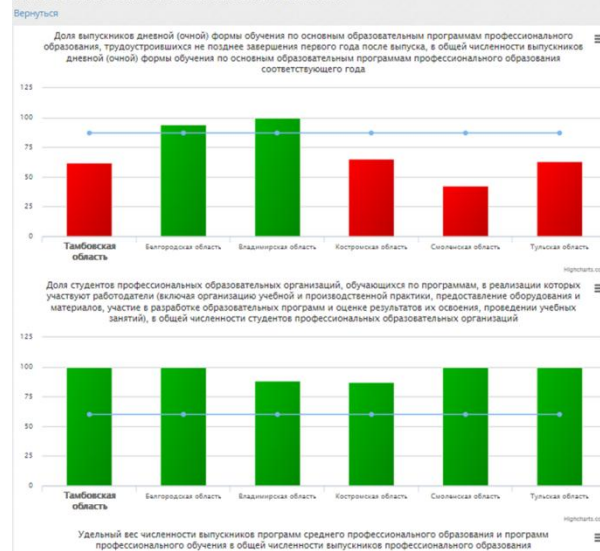 Вернуться
Доля выпускников дневной (очной) формы обучения по основным образовательным программам профессионального
образования, трудоустроившихся не позднее завершения первого года после выпуска, в общей численности выпускников
дневной (очной) формы обучения по основным образовательным программам профессионального образования
соответствующего года
125
100
75
50
25
0
Тамбовская область Белгородская область Владимирская область Костромская область Смоленская область Тульская область
Highcharts.co
Доля студентов профессиональных образовательных организаций, обучающихся по программам, в реализации которых
участвуют работодатели (включая организацию учебной и производственной практики, предоставление оборудования и
материалов, участие в разработке образовательных программ и оценке результатов их освоения, проведении учебных
занятий), в общей численности студентов профессиональных образовательных организаций
125
100
75
50
25
0
Тамбовская область Белгородская область Владимирская область Костромская область Смоленская область Тульская область
Highcharts.co
Удельный вес численности выпускников программ среднего профессионального образования и программ
профессионального обучения в общей численности выпускников профессионального образования